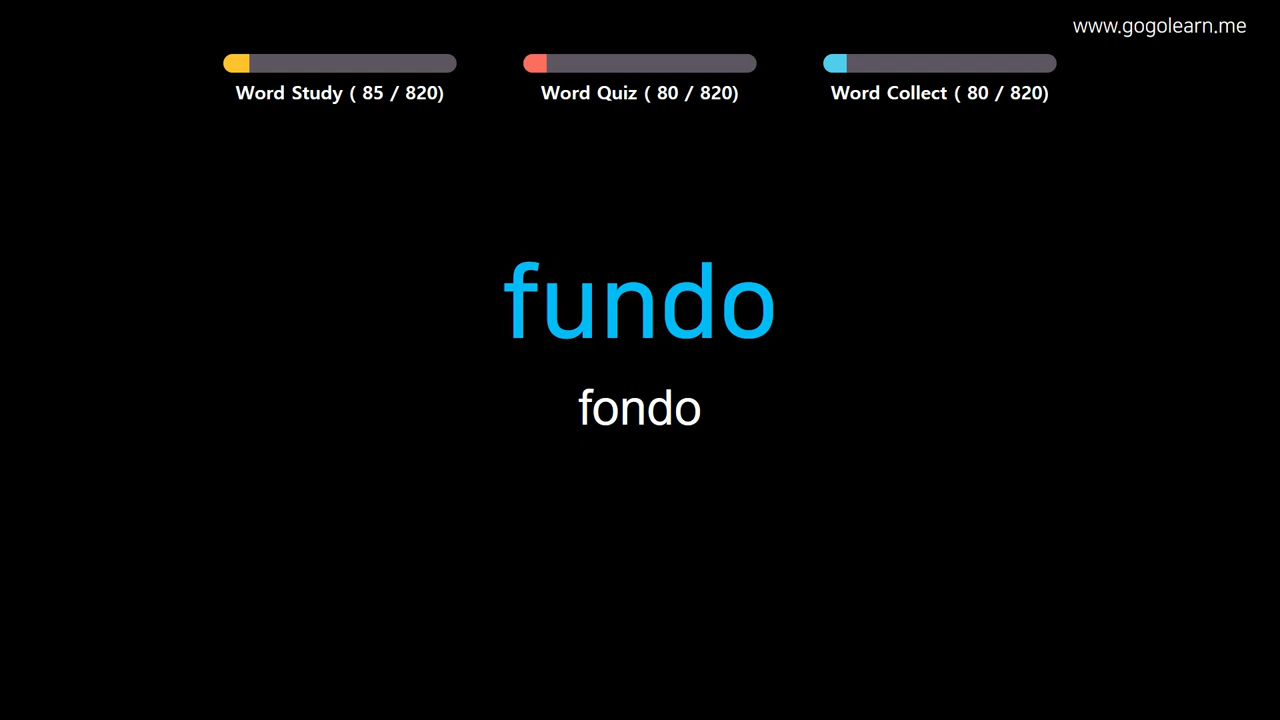 www.gogolearn.me
Word Study ( 85 / 820)
Word Quiz ( 80 / 820)
Word Collect ( 80 / 820)
fundo
fondo